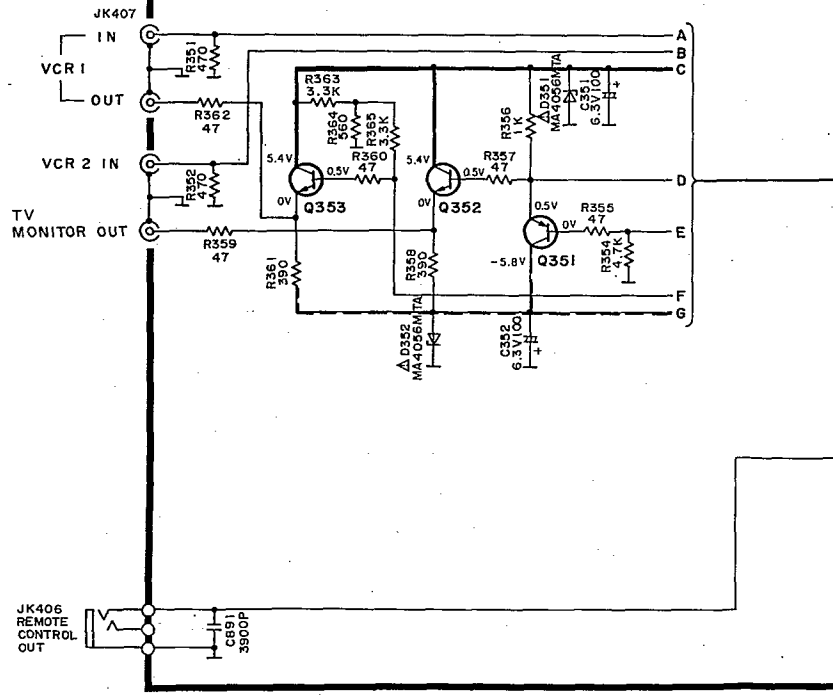 JK407
IN
VCR 1
OUT
VCR 2 IN
TV
MONITOR OUT
R351
470
R362
47
R352
470
R359
47
R363
3.3K
R364
560
R365
3.3K
5.4V
0.5V
R360
47
0V
Q353
R361
390
5.4V
0.5V
R357
47
0V
Q352
R358
390
R356
1K
D351
MA4056MTA
C351
6.3V100
+
0.5V
0V
R355
47
-5.8V
Q351
R354
4.7K
D352
MA4056MTA
C352
6.3V100
+
A
B
C
D
E
F
G
JK406
REMOTE
CONTROL
OUT
C891
3900P